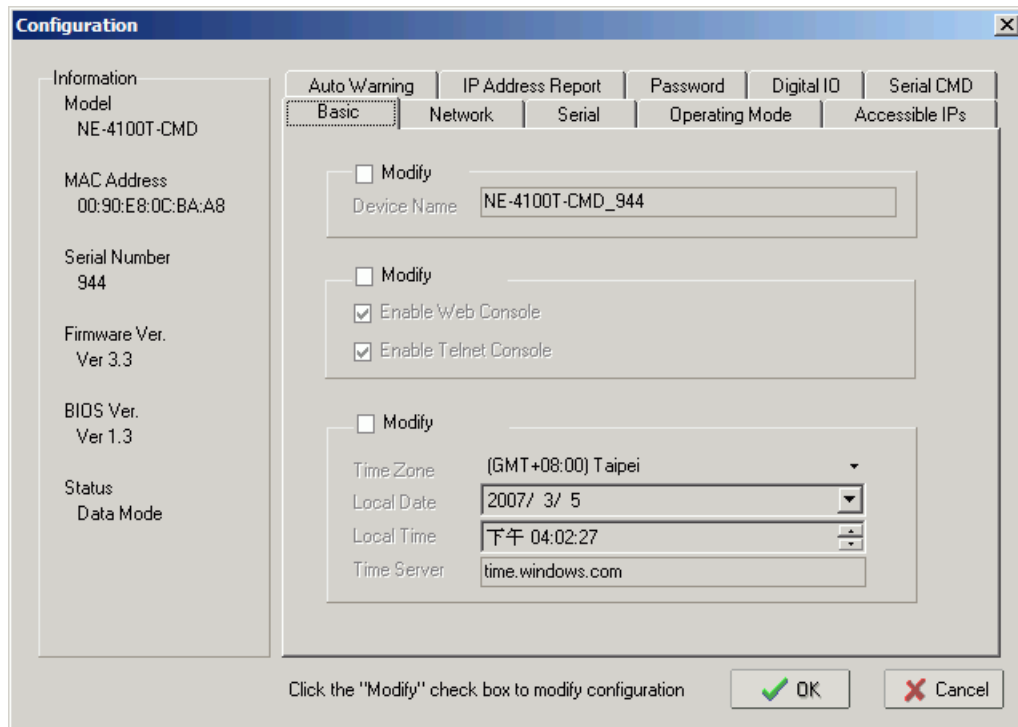 Configuration
Information
Model
NE-4100T-CMD
MAC Address
00:90:E8:0C:BA:A8
Serial Number
944
Firmware Ver.
Ver 3.3
BIOS Ver.
Ver 1.3
Status
Data Mode
Auto Warning IP Address Report Password Digital IO Serial CMD
Basic Network Serial Operating Mode Accessible IPs
Modify
Device Name NE-4100T-CMD_944
Modify
Enable Web Console
Enable Telnet Console
Modify
Time Zone (GMT+08:00) Taipei
Local Date 2007/ 3/ 5
Local Time 下午 04:02:27
Time Server time.windows.com
Click the "Modify" check box to modify configuration
OK Cancel